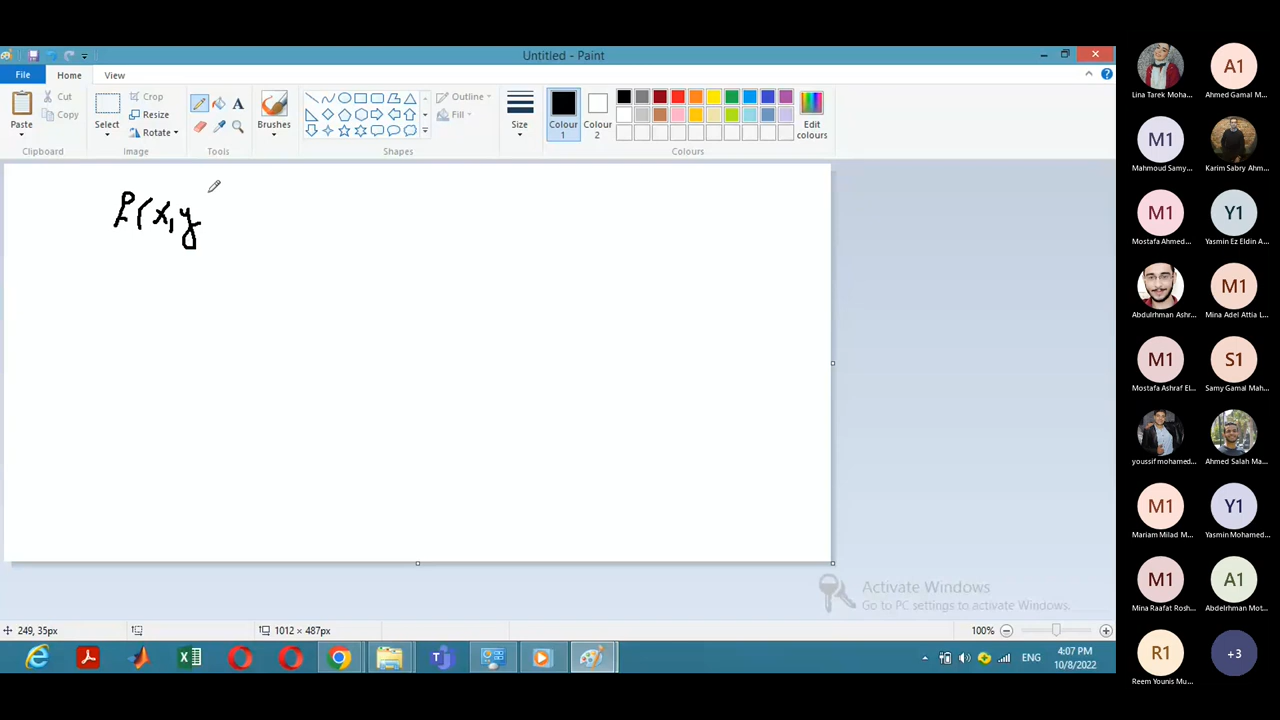 Untitled - Paint
File Home View
Paste
Cut
Copy
Clipboard
Select
Crop
Resize
Rotate
Image
A
Tools
Brushes
Outline
Fill
Shapes
Size
Colour 1
Colour 2
Edit colours
Colours
P(x,y
Activate Windows
Go to PC settings to activate Windows.
249, 35px
1012 × 487px
100%
ENG
4:07 PM
10/8/2022
Lina Tarek Moha...
A1
Ahmed Gamal M...
M1
Mahmoud Samy...
Karim Sabry Ahm...
M1
Mostafa Ahmed...
Y1
Yasmin Ez Eldin A...
Abdulrhman Ashr...
M1
Mina Adel Attia L...
M1
Mostafa Ashraf El...
S1
Samy Gamal Mah...
youssif mohamed...
Ahmed Salah Ma...
M1
Mariam Milad M...
Y1
Yasmin Mohamed...
M1
Mina Raafat Rosh...
A1
Abdelrhman Mot...
R1
Reem Younis Mu...
+3